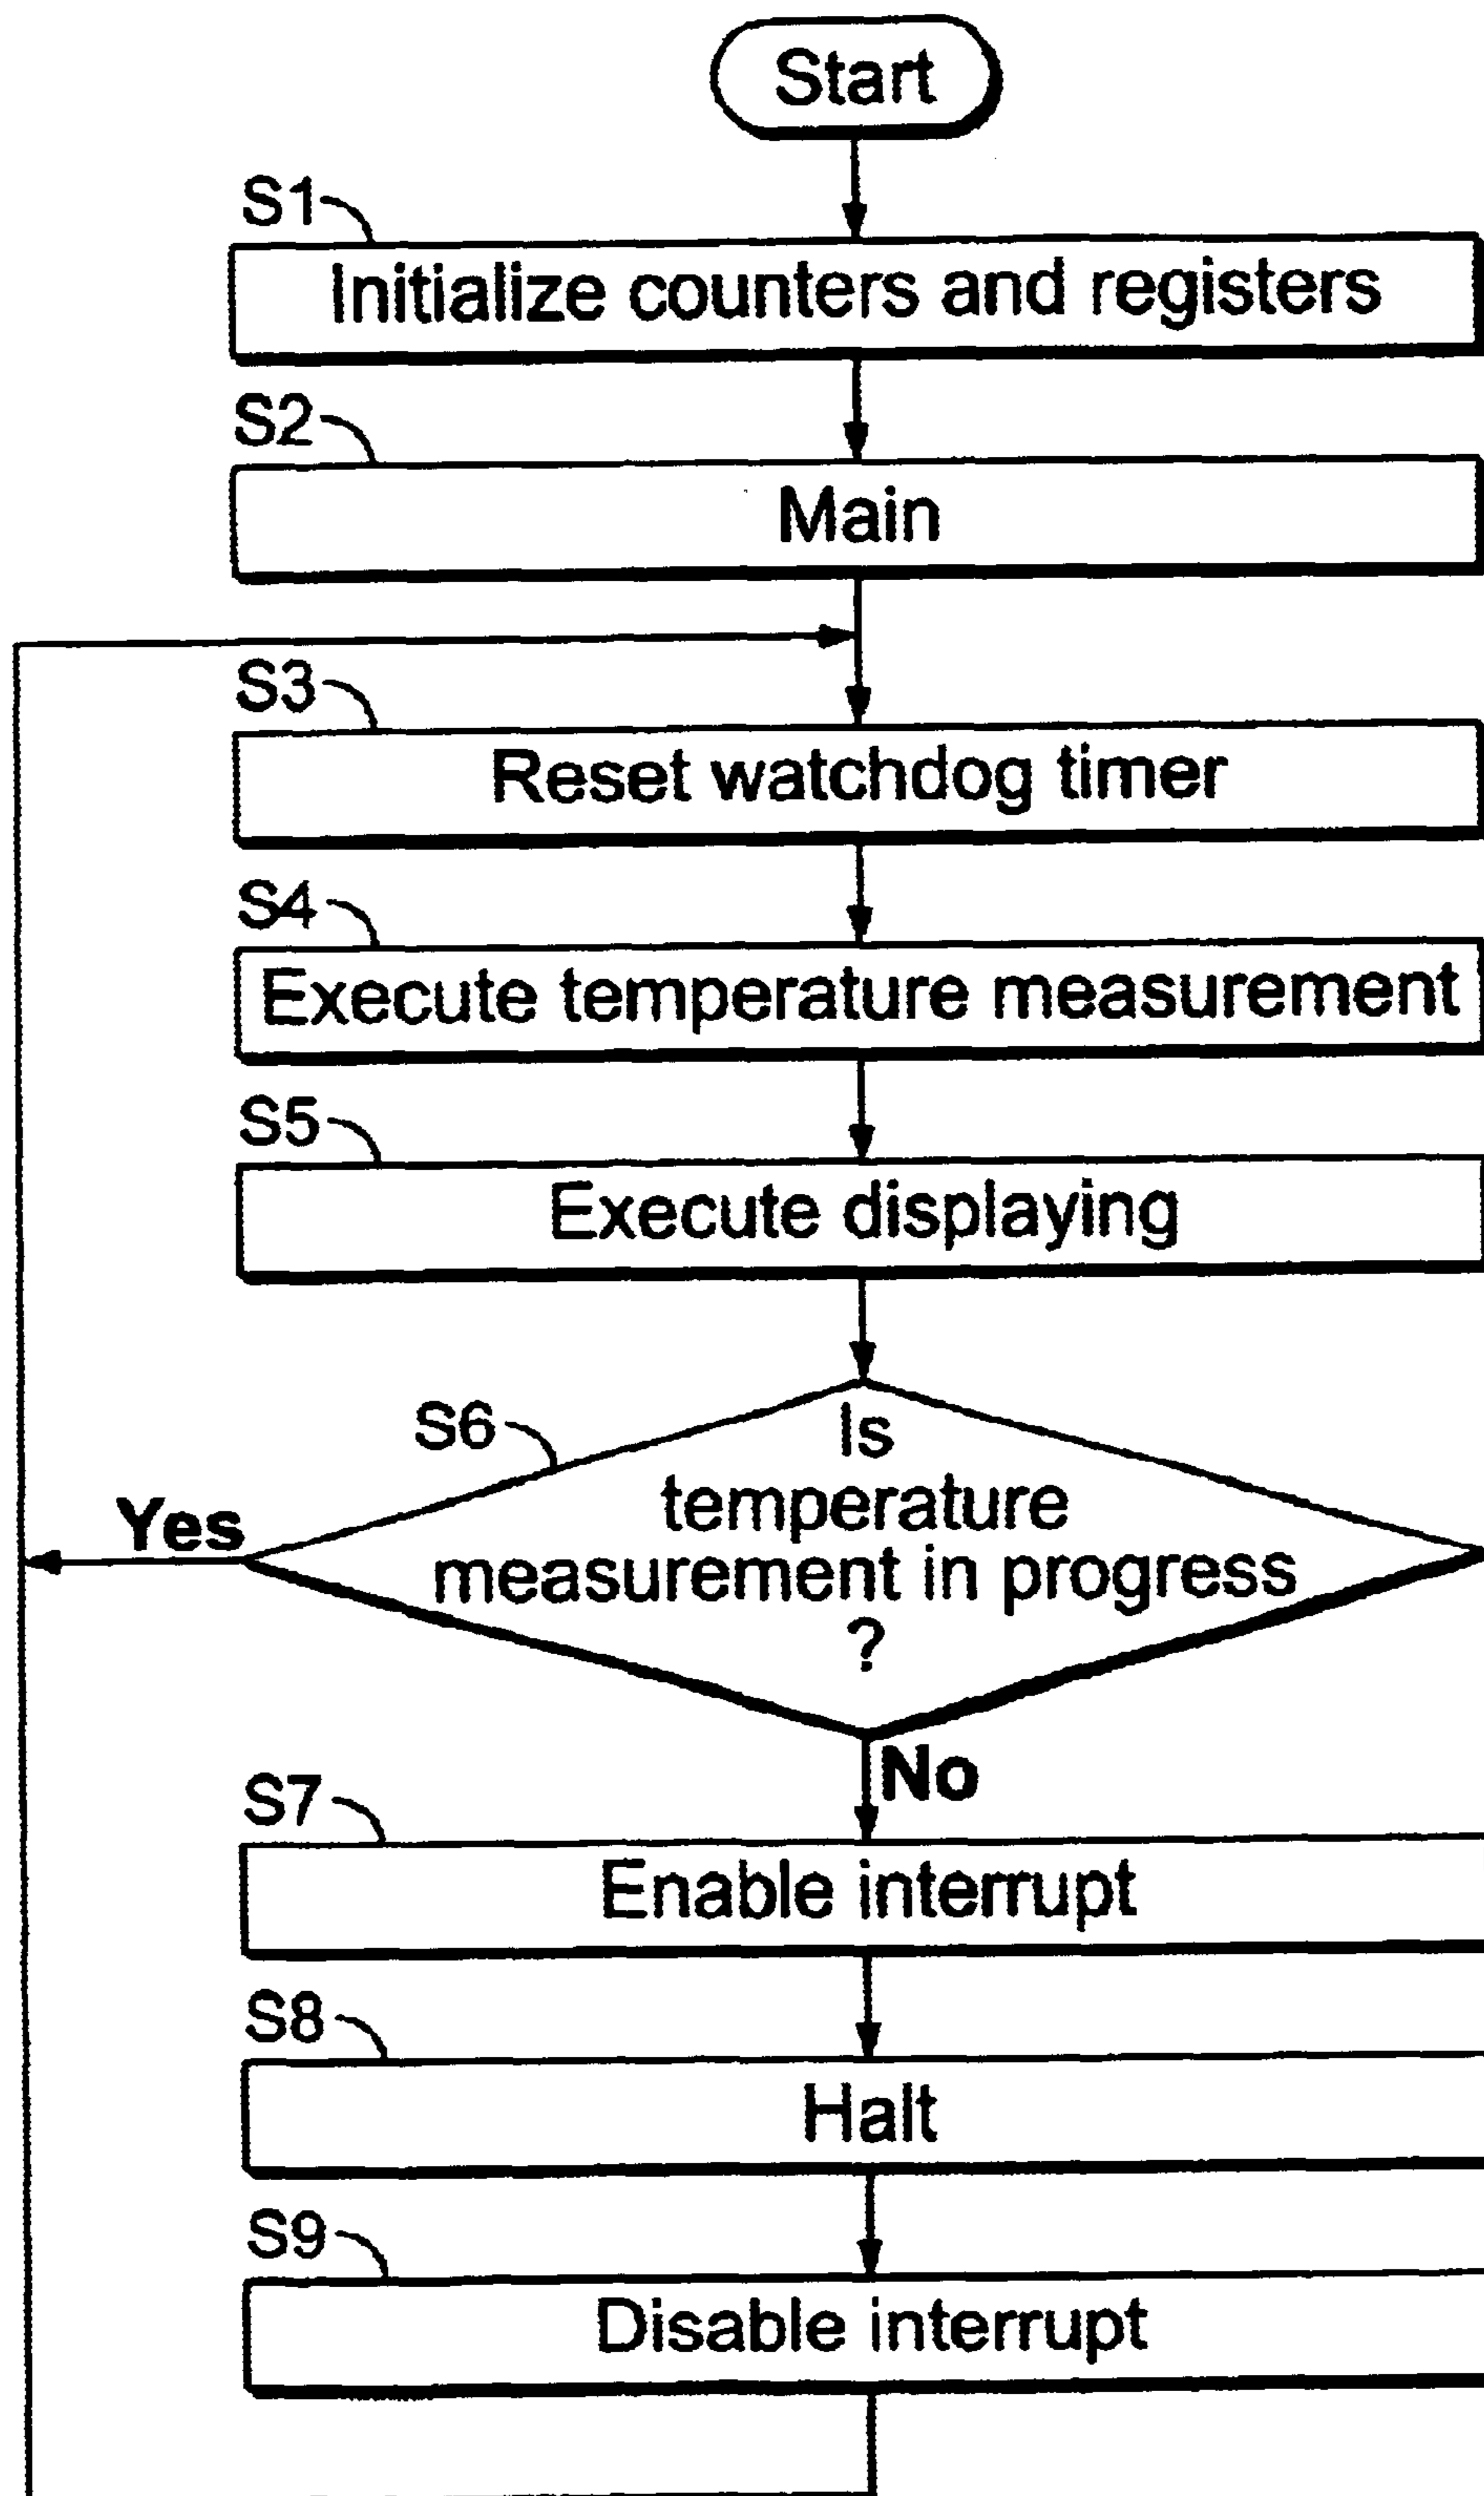 Start
S1
Initialize counters and registers
S2
Main
S3
Reset watchdog timer
S4
Execute temperature measurement
S5
Execute displaying
S6
Is
temperature
measurement in progress
?
Yes
No
S7
Enable interrupt
S8
Halt
S9
Disable interrupt